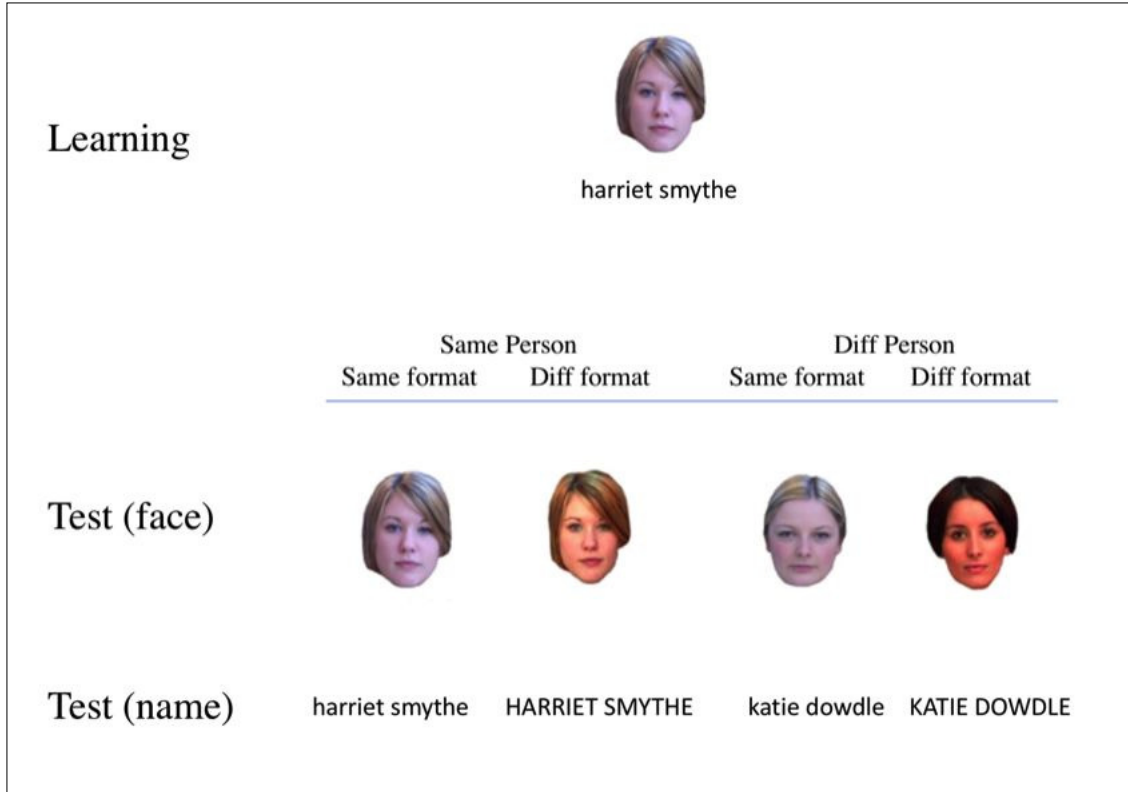 Learning
harriet smythe
Same Person Diff Person
Same format Diff format Same format Diff format
Test (face)
Test (name) harriet smythe HARRIET SMYTHE katie dowdle KATIE DOWDLE